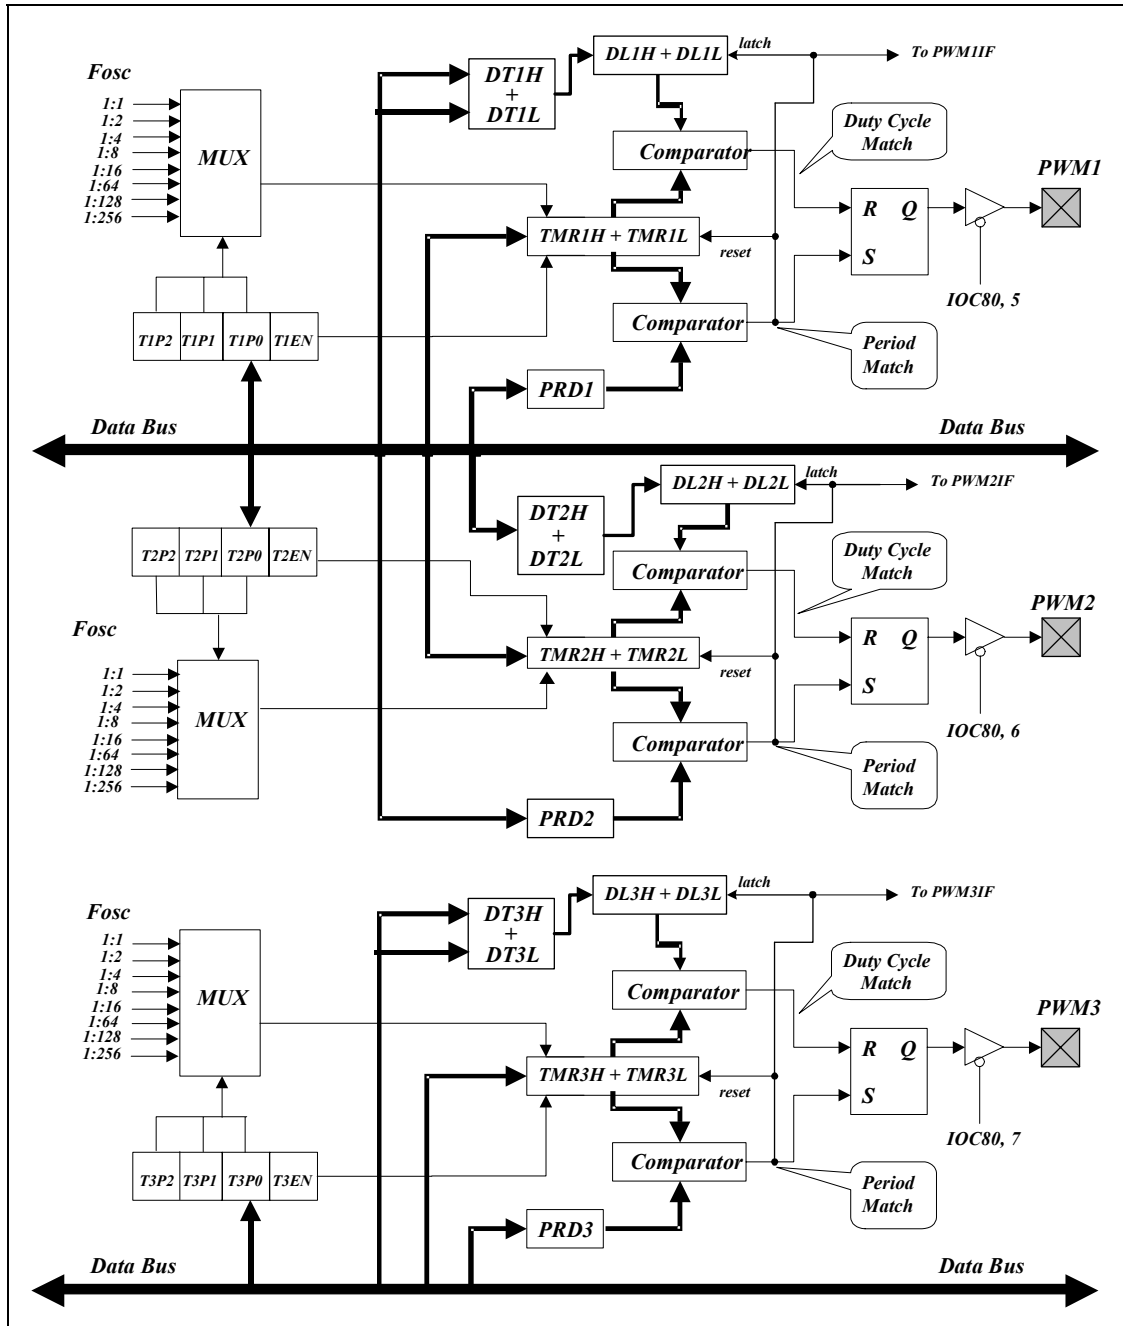 Fosc
1:1
1:2
1:4
1:8
1:16
1:64
1:128
1:256
MUX
T1P2 T1P1 T1P0 T1EN
DT1H
+
DT1L
DL1H + DL1L
latch
To PWM1IF
Comparator
Duty Cycle
Match
TMR1H + TMR1L
reset
R Q
S
PWM1
IOC80, 5
Comparator
Period
Match
PRD1
Data Bus
Data Bus
T2P2 T2P1 T2P0 T2EN
Fosc
1:1
1:2
1:4
1:8
1:16
1:64
1:128
1:256
MUX
DT2H
+
DT2L
DL2H + DL2L
latch
To PWM2IF
Comparator
Duty Cycle
Match
TMR2H + TMR2L
reset
R Q
S
PWM2
IOC80, 6
Comparator
Period
Match
PRD2
Fosc
1:1
1:2
1:4
1:8
1:16
1:64
1:128
1:256
MUX
T3P2 T3P1 T3P0 T3EN
DT3H
+
DT3L
DL3H + DL3L
latch
To PWM3IF
Comparator
Duty Cycle
Match
TMR3H + TMR3L
reset
R Q
S
PWM3
IOC80, 7
Comparator
Period
Match
PRD3
Data Bus
Data Bus